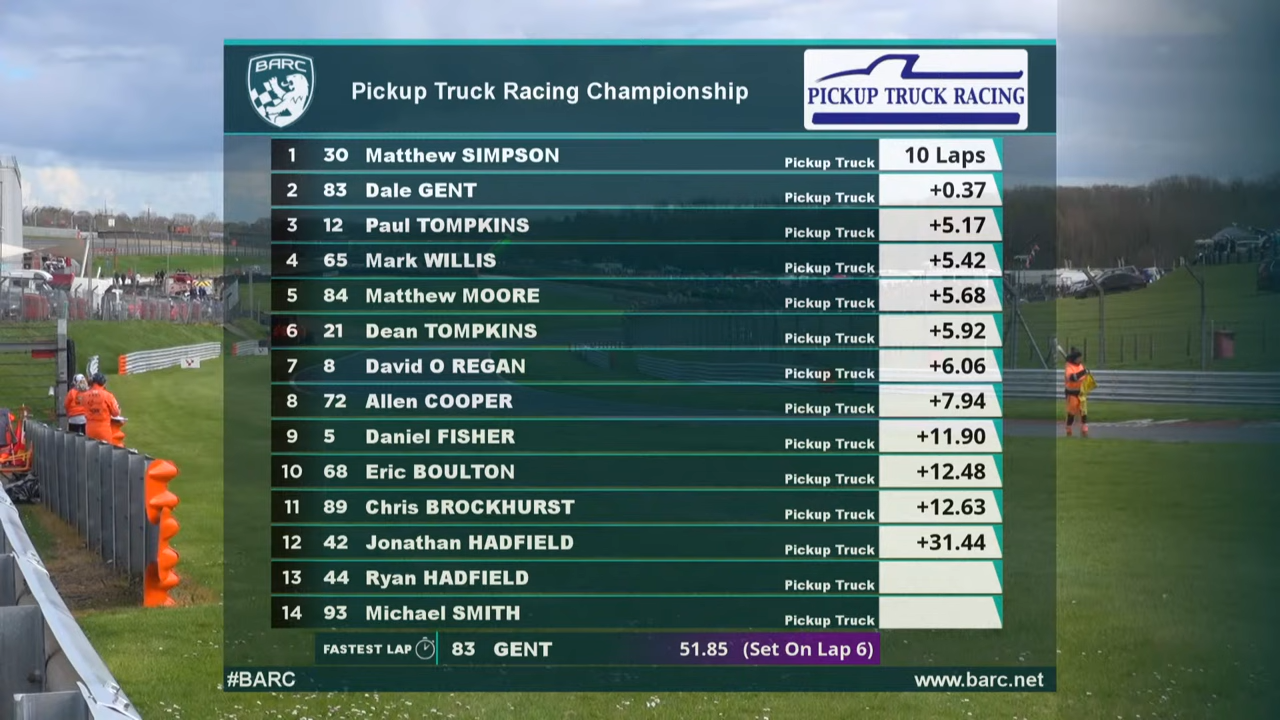 BARC
Pickup Truck Racing Championship
PICKUP TRUCK RACING
1 30 Matthew SIMPSON Pickup Truck 10 Laps
2 83 Dale GENT Pickup Truck +0.37
3 12 Paul TOMPKINS Pickup Truck +5.17
4 65 Mark WILLIS Pickup Truck +5.42
5 84 Matthew MOORE Pickup Truck +5.68
6 21 Dean TOMPKINS Pickup Truck +5.92
7 8 David O REGAN Pickup Truck +6.06
8 72 Allen COOPER Pickup Truck +7.94
9 5 Daniel FISHER Pickup Truck +11.90
10 68 Eric BOULTON Pickup Truck +12.48
11 89 Chris BROCKHURST Pickup Truck +12.63
12 42 Jonathan HADFIELD Pickup Truck +31.44
13 44 Ryan HADFIELD Pickup Truck
14 93 Michael SMITH Pickup Truck
FASTEST LAP 83 GENT 51.85 (Set On Lap 6)
#BARC www.barc.net